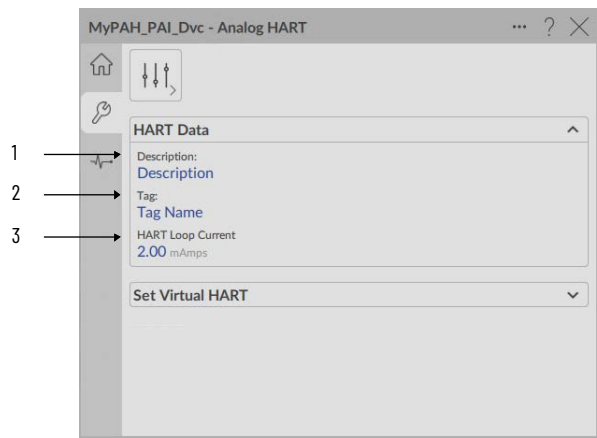 MyPAH_PAI_Dvc - Analog HART ... ?
HART Data
1
Description:
Description
2
Tag:
Tag Name
3
HART Loop Current
2.00 mAmps
Set Virtual HART